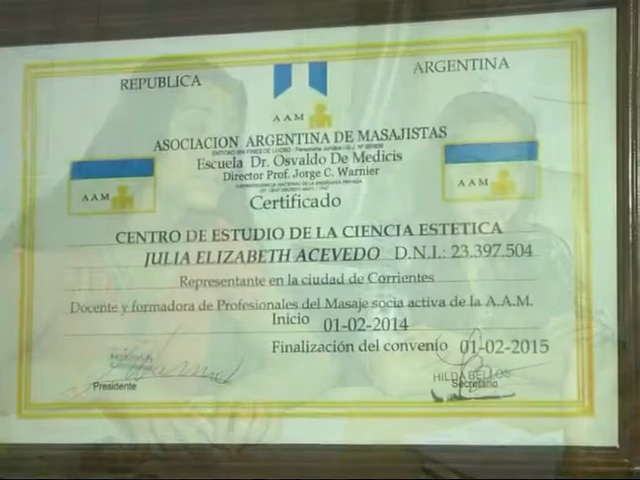 REPUBLICA
ARGENTINA
AAM
ASOCIACION ARGENTINA DE MASAJISTAS
Escuela Dr. Osvaldo De Medicis
Director Prof. Jorge C. Warnier
AAM
AAM
Certificado
CENTRO DE ESTUDIO DE LA CIENCIA ESTETICA
JULIA ELIZABETH ACEVEDO D.N.I.: 23.397.504
Representante en la ciudad de Corrientes
Docente y formadora de Profesionales del Masaje socia activa de la A.A.M.
Inicio 01-02-2014
Finalización del convenio 01-02-2015
Presidente
HILDA BELLOS
Secretario